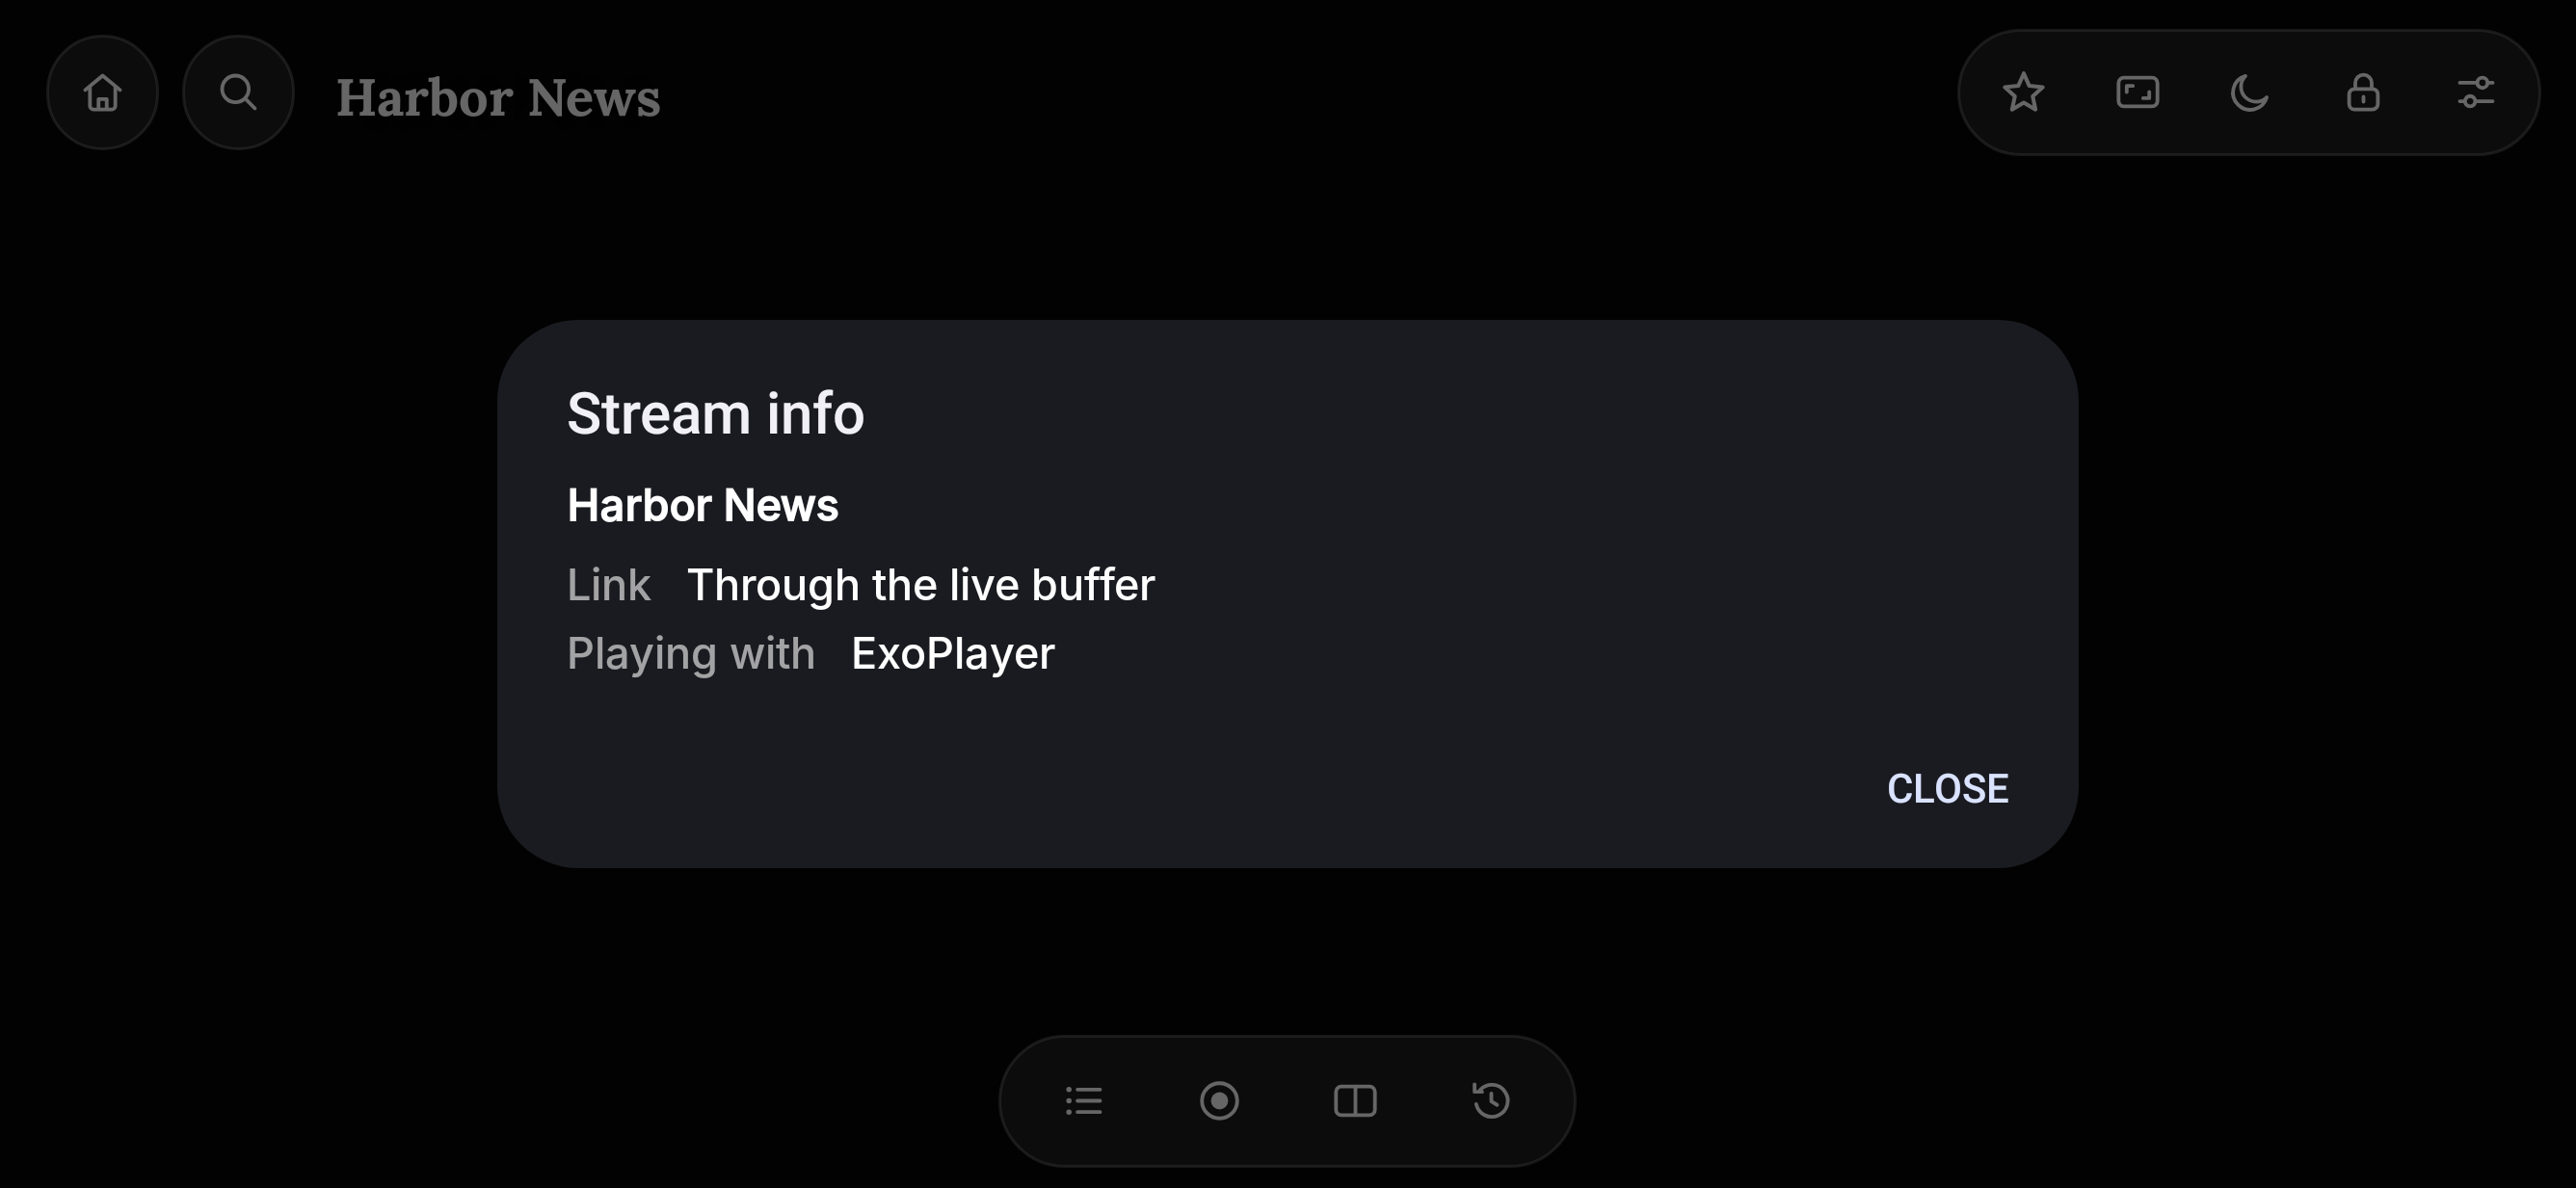 Harbor News
Stream info
Harbor News
Link Through the live buffer
Playing with ExoPlayer
CLOSE